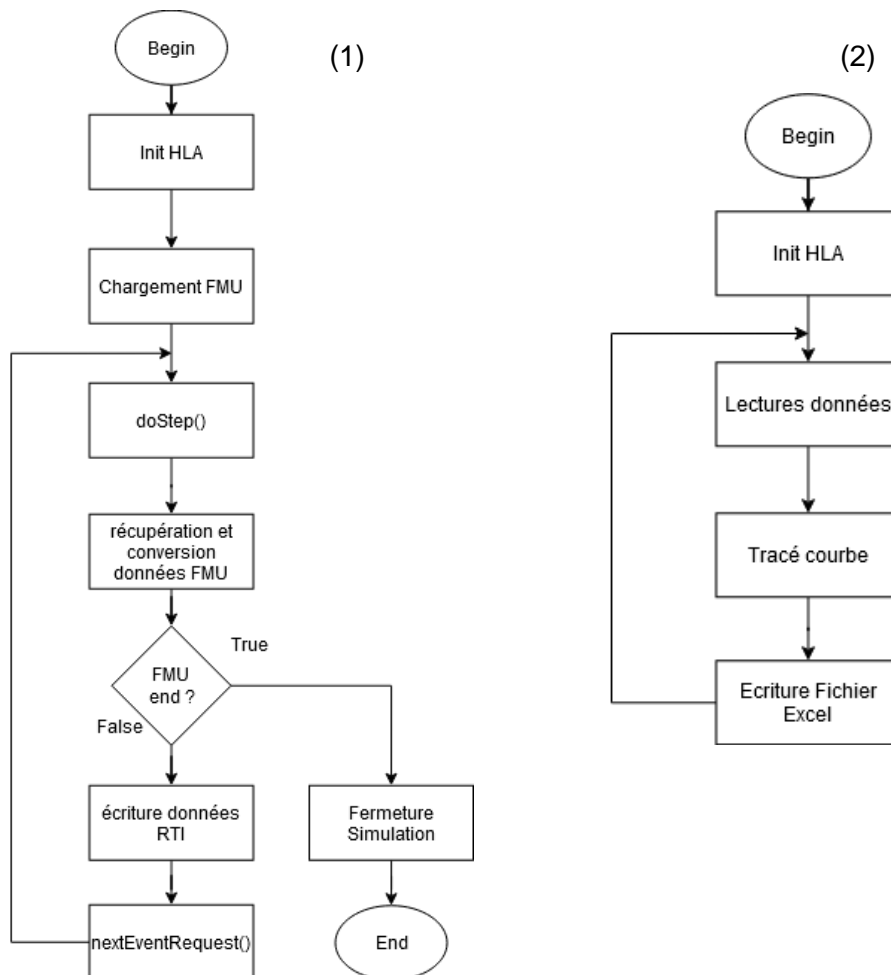 Begin
(1)
Init HLA
Chargement FMU
doStep()
récupération et
conversion
données FMU
True
FMU
end ?
False
écriture données
RTI
Fermeture
Simulation
nextEventRequest()
End
(2)
Begin
Init HLA
Lectures données
Tracé courbe
Ecriture Fichier
Excel